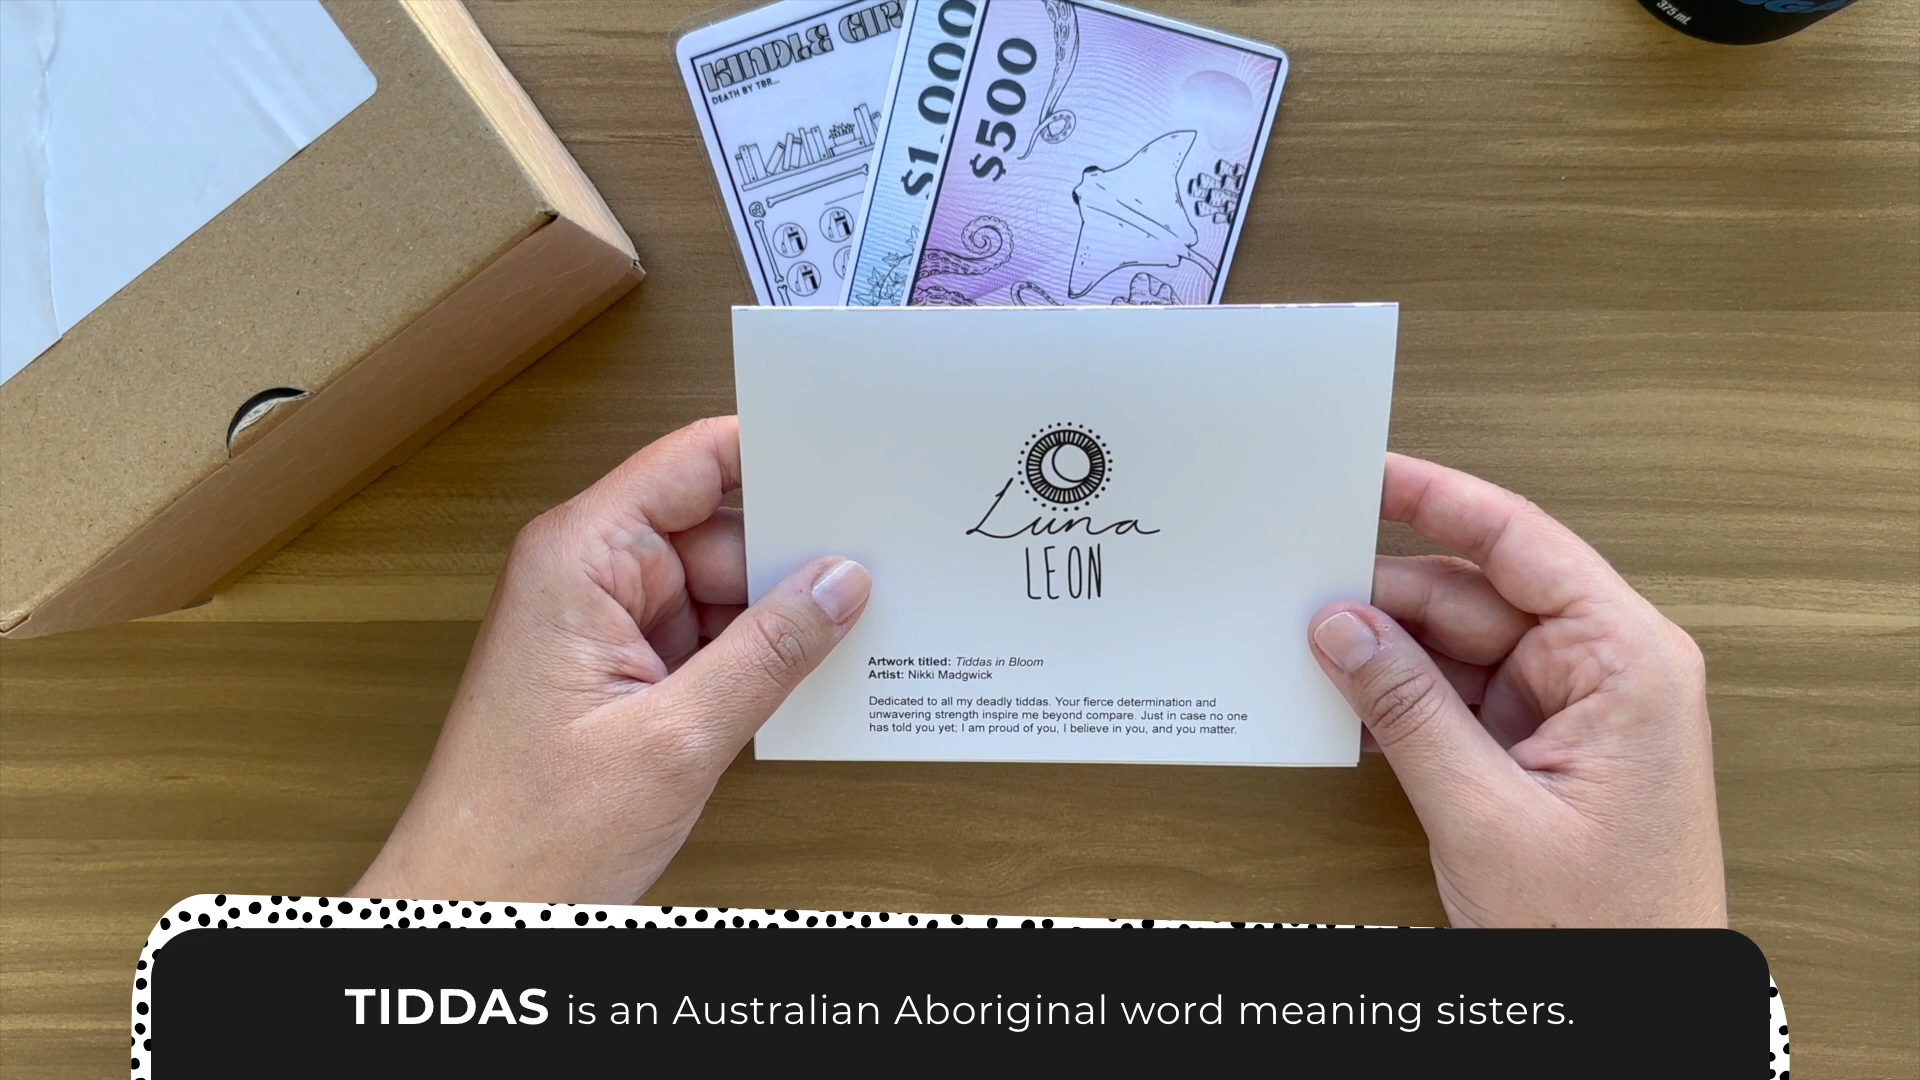 375 mL
KINDLE GIR
DEATH BY TBR...
$1,000
$500
Luna
LEON
Artwork titled: Tiddas in Bloom
Artist: Nikki Madgwick
Dedicated to all my deadly tiddas. Your fierce determination and
unwavering strength inspire me beyond compare. Just in case no one
has told you yet; I am proud of you, I believe in you, and you matter.
TIDDAS is an Australian Aboriginal word meaning sisters.